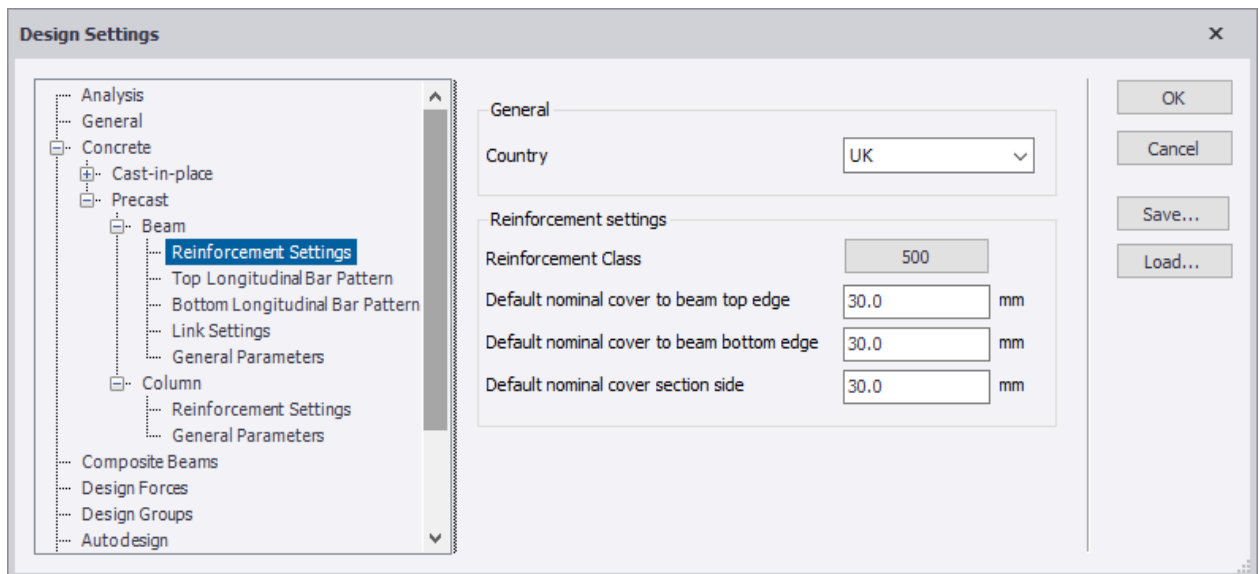 Design Settings
Analysis
General
Concrete
Cast-in-place
Precast
Beam
Reinforcement Settings
Top Longitudinal Bar Pattern
Bottom Longitudinal Bar Pattern
Link Settings
General Parameters
Column
Reinforcement Settings
General Parameters
Composite Beams
Design Forces
Design Groups
Autodesign
General
Country UK
Reinforcement settings
Reinforcement Class 500
Default nominal cover to beam top edge 30.0 mm
Default nominal cover to beam bottom edge 30.0 mm
Default nominal cover section side 30.0 mm
OK
Cancel
Save...
Load...